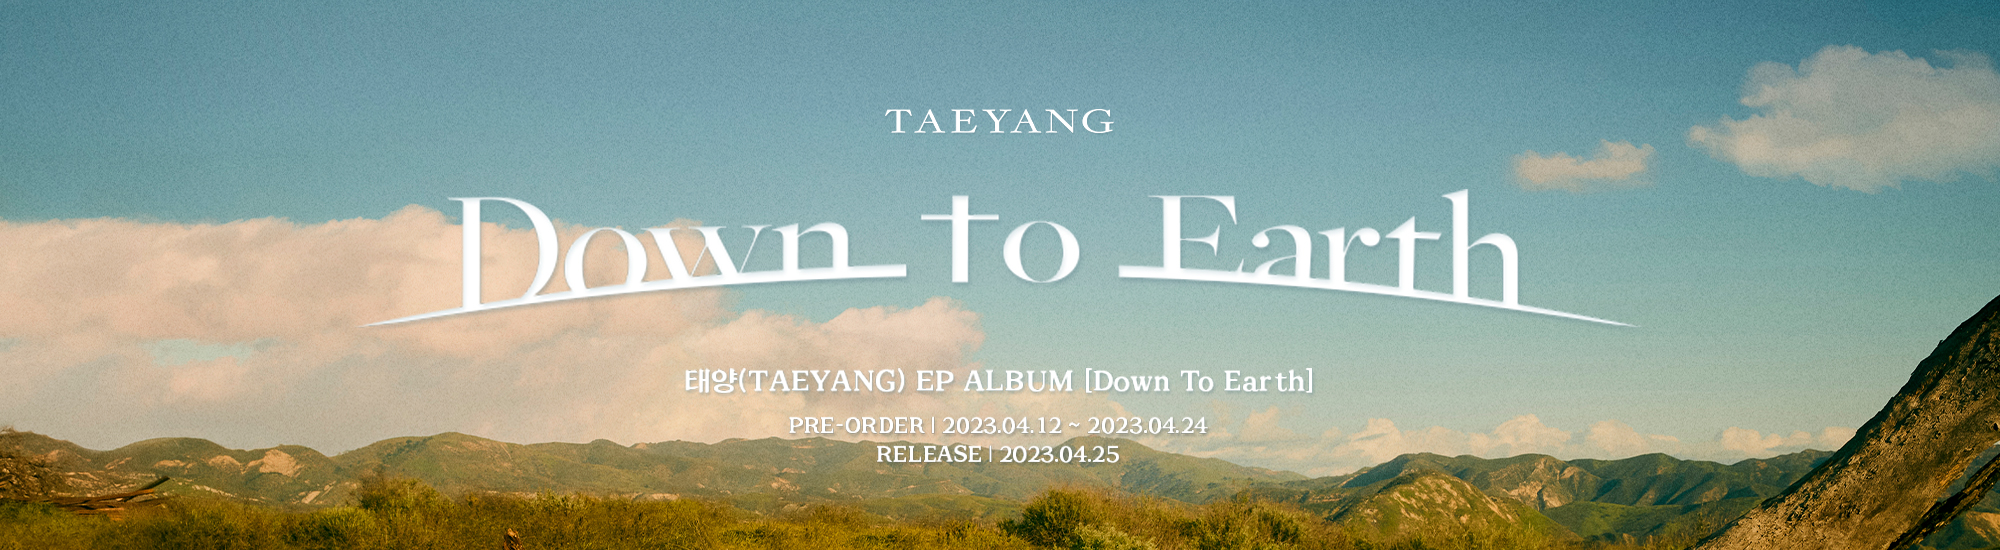 TAEYANG
Down to Earth
태양(TAEYANG) EP ALBUM [Down To Earth]
PRE-ORDER | 2023.04.12 ~ 2023.04.24
RELEASE | 2023.04.25